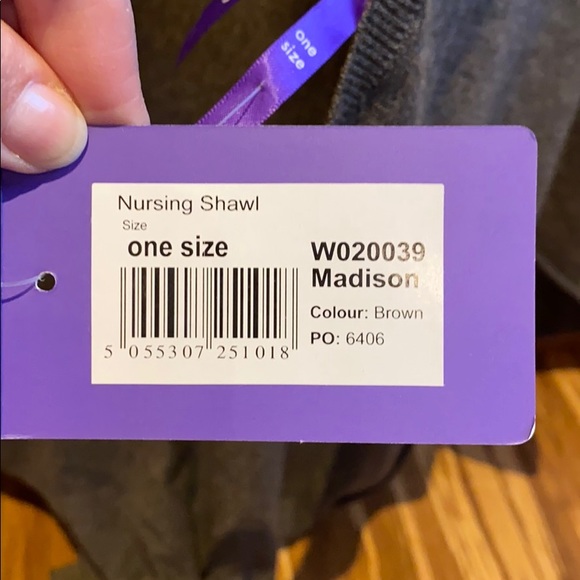 one
size
Nursing Shawl
Size
one size
W020039
Madison
Colour: Brown
PO: 6406
5 055307 251018